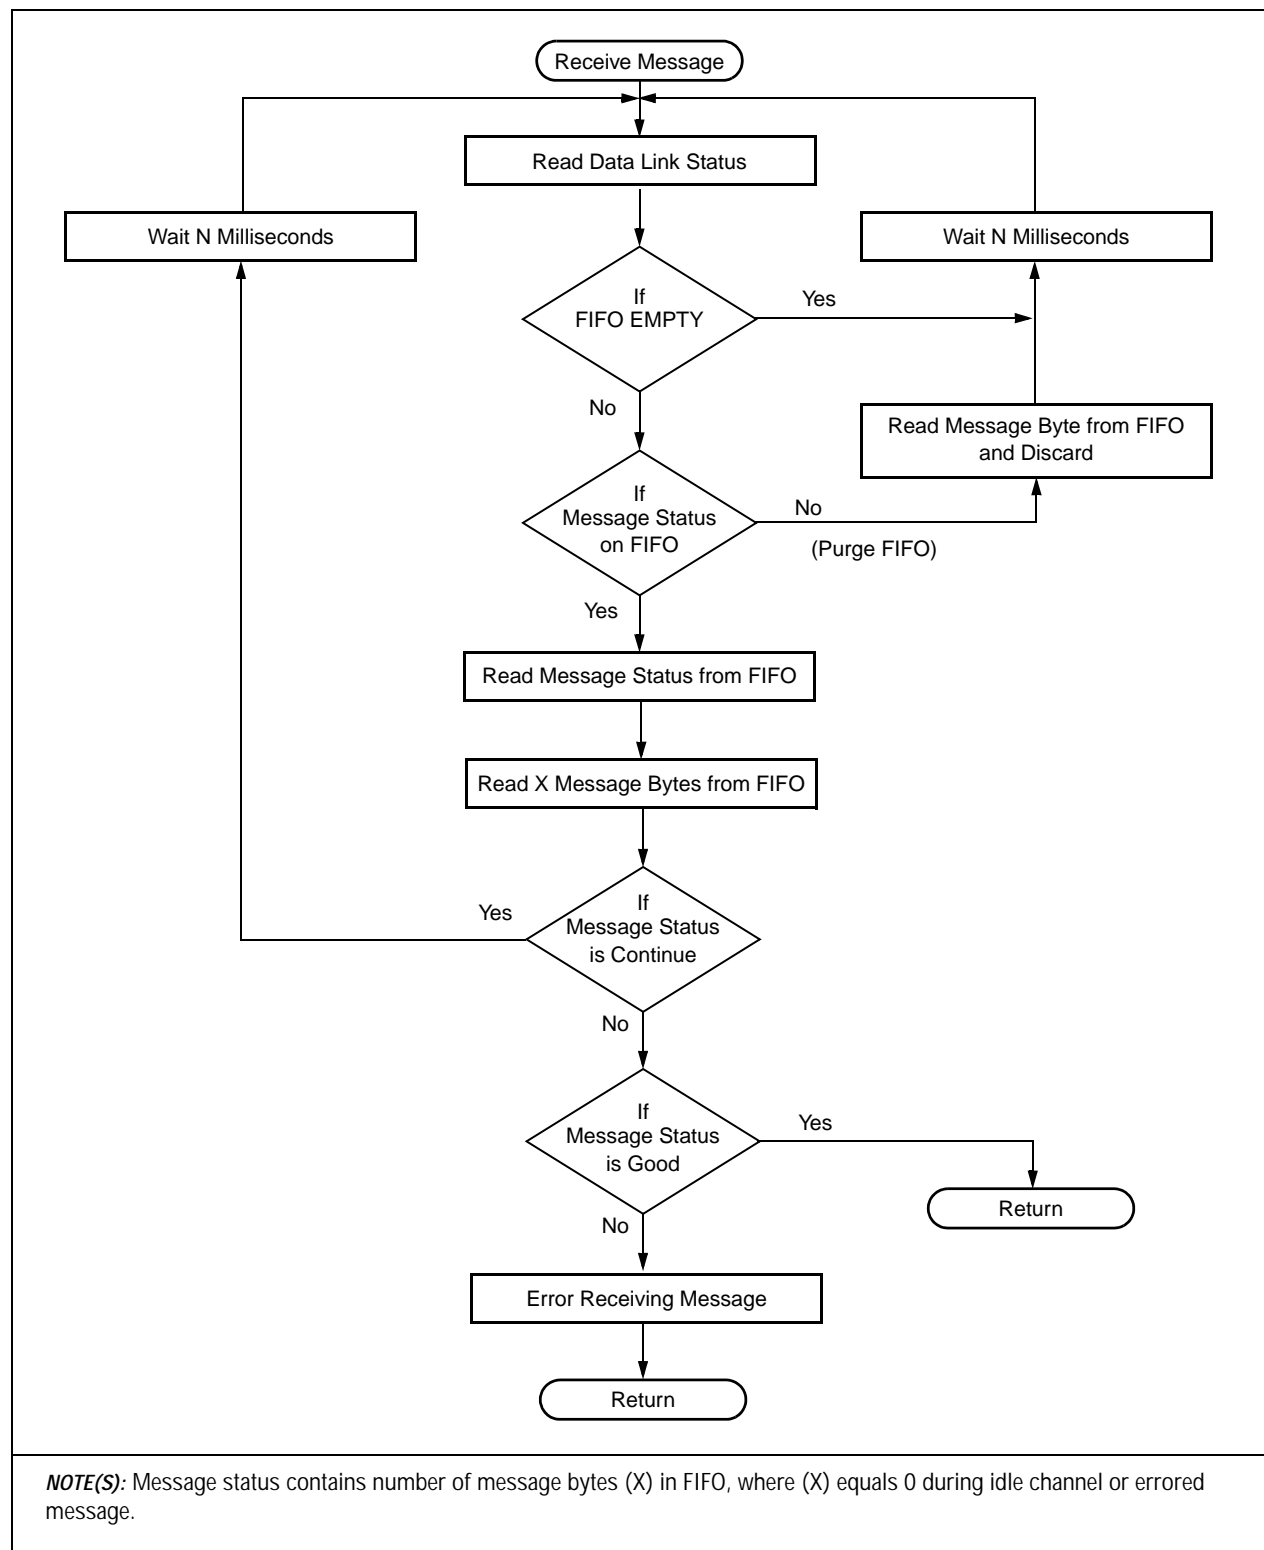 Receive Message
Read Data Link Status
Wait N Milliseconds
Wait N Milliseconds
If
FIFO EMPTY
Yes
No
Read Message Byte from FIFO
and Discard
If
Message Status
on FIFO
No
(Purge FIFO)
Yes
Read Message Status from FIFO
Read X Message Bytes from FIFO
If
Message Status
is Continue
Yes
No
If
Message Status
is Good
Yes
Return
No
Error Receiving Message
Return
NOTE(S): Message status contains number of message bytes (X) in FIFO, where (X) equals 0 during idle channel or errored
message.